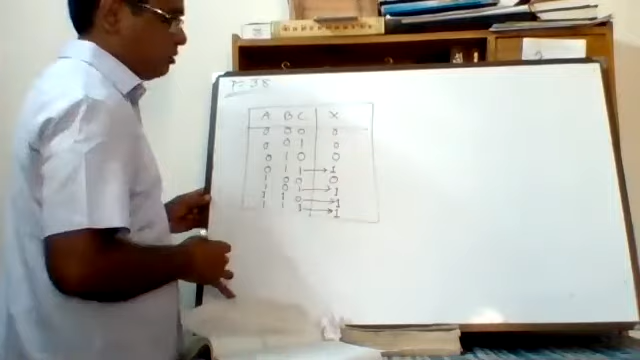 P = 38
A B C X
0 0 0 0
0 0 1 0
0 1 0 0
0 1 1 → 1
1 0 0 0
1 0 1 → 1
1 1 0 → 1
1 1 1 → 1